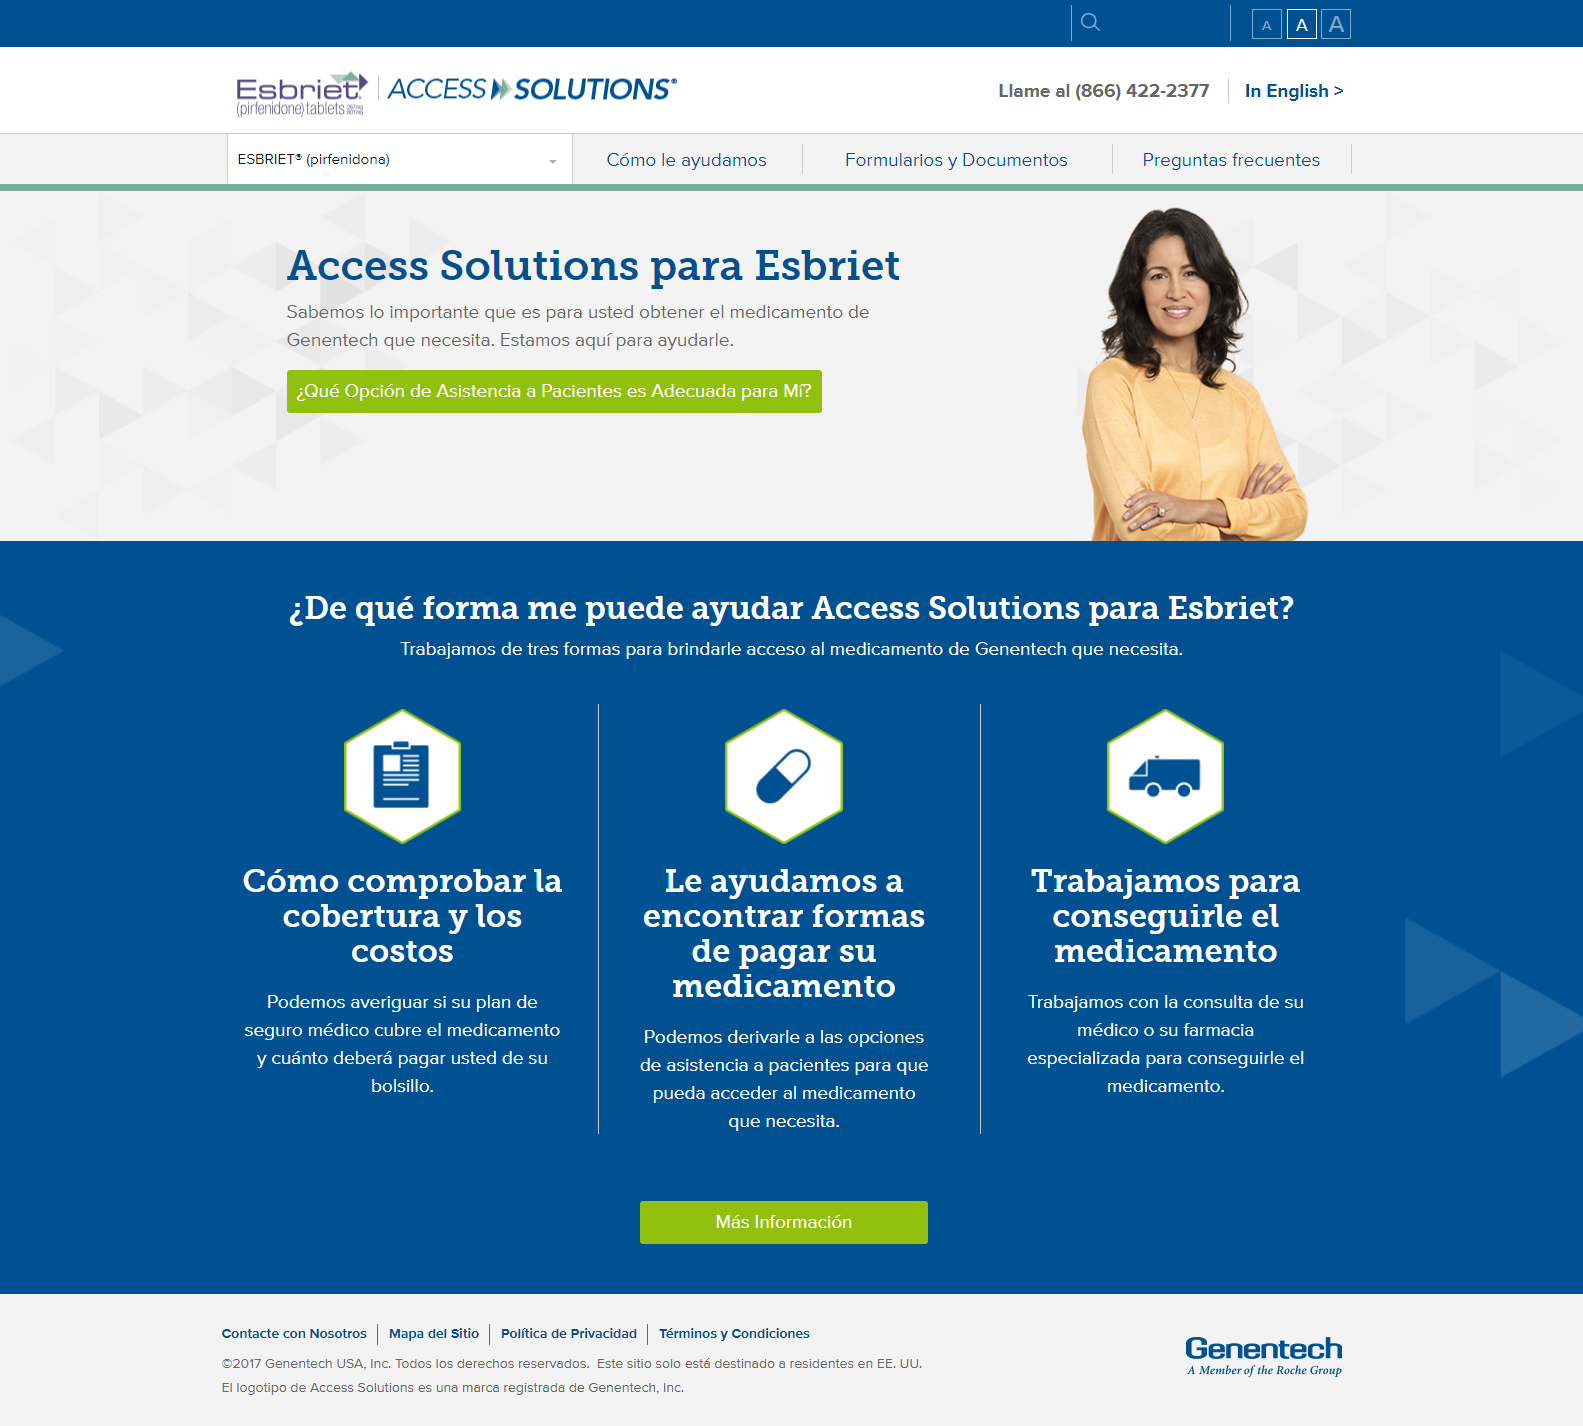 A A A
Esbriet®
(pirfenidone) tablets
ACCESS SOLUTIONS®
Llame al (866) 422-2377
In English >
ESBRIET® (pirfenidona)
Cómo le ayudamos
Formularios y Documentos
Preguntas frecuentes
Access Solutions para Esbriet
Sabemos lo importante que es para usted obtener el medicamento de
Genentech que necesita. Estamos aquí para ayudarle.
¿Qué Opción de Asistencia a Pacientes es Adecuada para Mí?
¿De qué forma me puede ayudar Access Solutions para Esbriet?
Trabajamos de tres formas para brindarle acceso al medicamento de Genentech que necesita.
Cómo comprobar la
cobertura y los
costos
Podemos averiguar si su plan de
seguro médico cubre el medicamento
y cuánto deberá pagar usted de su
bolsillo.
Le ayudamos a
encontrar formas
de pagar su
medicamento
Podemos derivarle a las opciones
de asistencia a pacientes para que
pueda acceder al medicamento
que necesita.
Trabajamos para
conseguirle el
medicamento
Trabajamos con la consulta de su
médico o su farmacia
especializada para conseguirle el
medicamento.
Más Información
Contacte con Nosotros
Mapa del Sitio
Política de Privacidad
Términos y Condiciones
©2017 Genentech USA, Inc. Todos los derechos reservados. Este sitio solo está destinado a residentes en EE. UU.
El logotipo de Access Solutions es una marca registrada de Genentech, Inc.
Genentech
A Member of the Roche Group